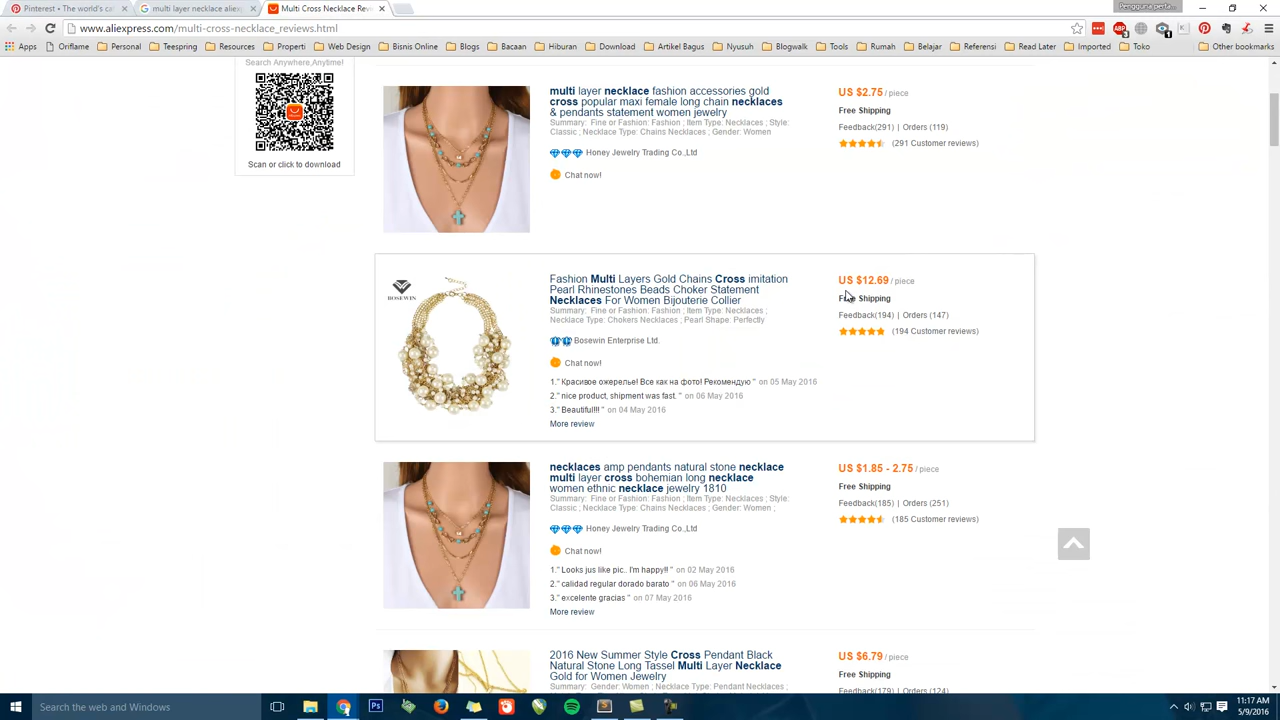 Pinterest • The world's cat
multi layer necklace aliexp
Multi Cross Necklace Revie
Pengguna perta...
www.aliexpress.com/multi-cross-necklace_reviews.html
Apps
Oriflame
Personal
Teespring
Resources
Properti
Web Design
Bisnis Online
Blogs
Bacaan
Hiburan
Download
Artikel Bagus
Nyusuh
Blogwalk
Tools
Rumah
Belajar
Referensi
Read Later
Imported
Toko
Other bookmarks
Search Anywhere,Anytime!
Scan or click to download
multi layer necklace fashion accessories gold
cross popular maxi female long chain necklaces
& pendants statement women jewelry
Summary: Fine or Fashion: Fashion ; Item Type: Necklaces ; Style:
Classic ; Necklace Type: Chains Necklaces ; Gender: Women
Honey Jewelry Trading Co.,Ltd
Chat now!
US $2.75 / piece
Free Shipping
Feedback(291) | Orders (119)
(291 Customer reviews)
ROSEWIN
Fashion Multi Layers Gold Chains Cross imitation
Pearl Rhinestones Beads Choker Statement
Necklaces For Women Bijouterie Collier
Summary: Fine or Fashion: Fashion ; Item Type: Necklaces ;
Necklace Type: Chokers Necklaces ; Pearl Shape: Perfectly
Bosewin Enterprise Ltd.
Chat now!
1." Красивое ожерелье! Все как на фото! Рекомендую " on 05 May 2016
2." nice product, shipment was fast. " on 06 May 2016
3." Beautiful!!! " on 04 May 2016
More review
US $12.69 / piece
Free Shipping
Feedback(194) | Orders (147)
(194 Customer reviews)
necklaces amp pendants natural stone necklace
multi layer cross bohemian long necklace
women ethnic necklace jewelry 1810
Summary: Fine or Fashion: Fashion ; Item Type: Necklaces ; Style:
Classic ; Necklace Type: Chains Necklaces ; Gender: Women ;
Honey Jewelry Trading Co.,Ltd
Chat now!
1." Looks jus like pic.. I'm happy!! " on 02 May 2016
2." calidad regular dorado barato " on 06 May 2016
3." excelente gracias " on 07 May 2016
More review
US $1.85 - 2.75 / piece
Free Shipping
Feedback(185) | Orders (251)
(185 Customer reviews)
2016 New Summer Style Cross Pendant Black
Natural Stone Long Tassel Multi Layer Necklace
Gold for Women Jewelry
Summary: Gender: Women ; Necklace Type: Pendant Necklaces ;
US $6.79 / piece
Free Shipping
Feedback(179) | Orders (124)
Search the web and Windows
11:17 AM
5/9/2016